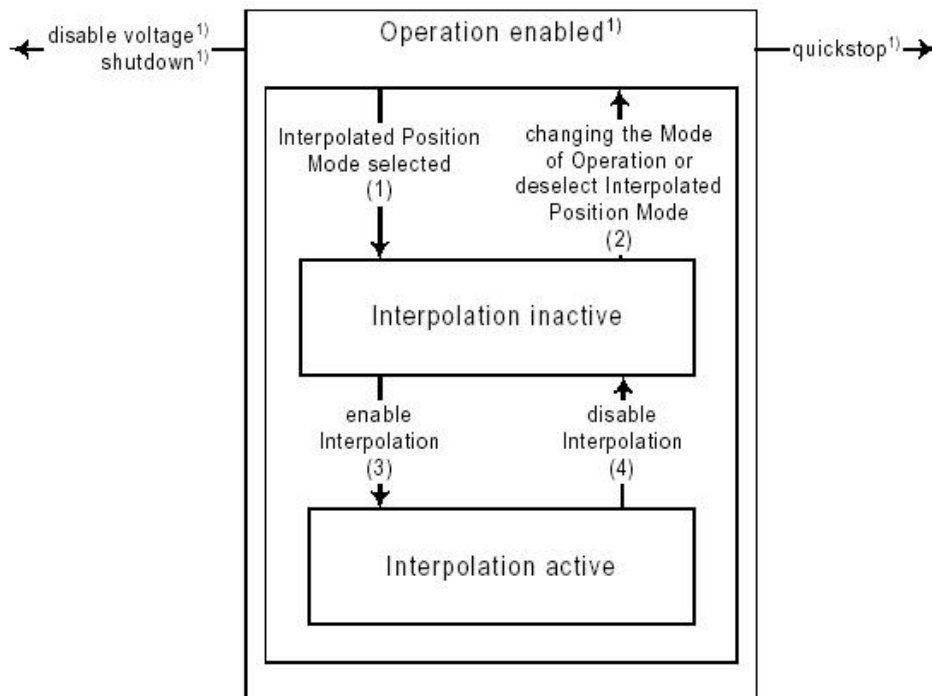 Operation enabled¹⁾
disable voltage¹⁾
shutdown¹⁾
quickstop¹⁾
Interpolated Position
Mode selected
(1)
changing the Mode
of Operation or
deselect Interpolated
Position Mode
(2)
Interpolation inactive
enable
Interpolation
(3)
disable
Interpolation
(4)
Interpolation active